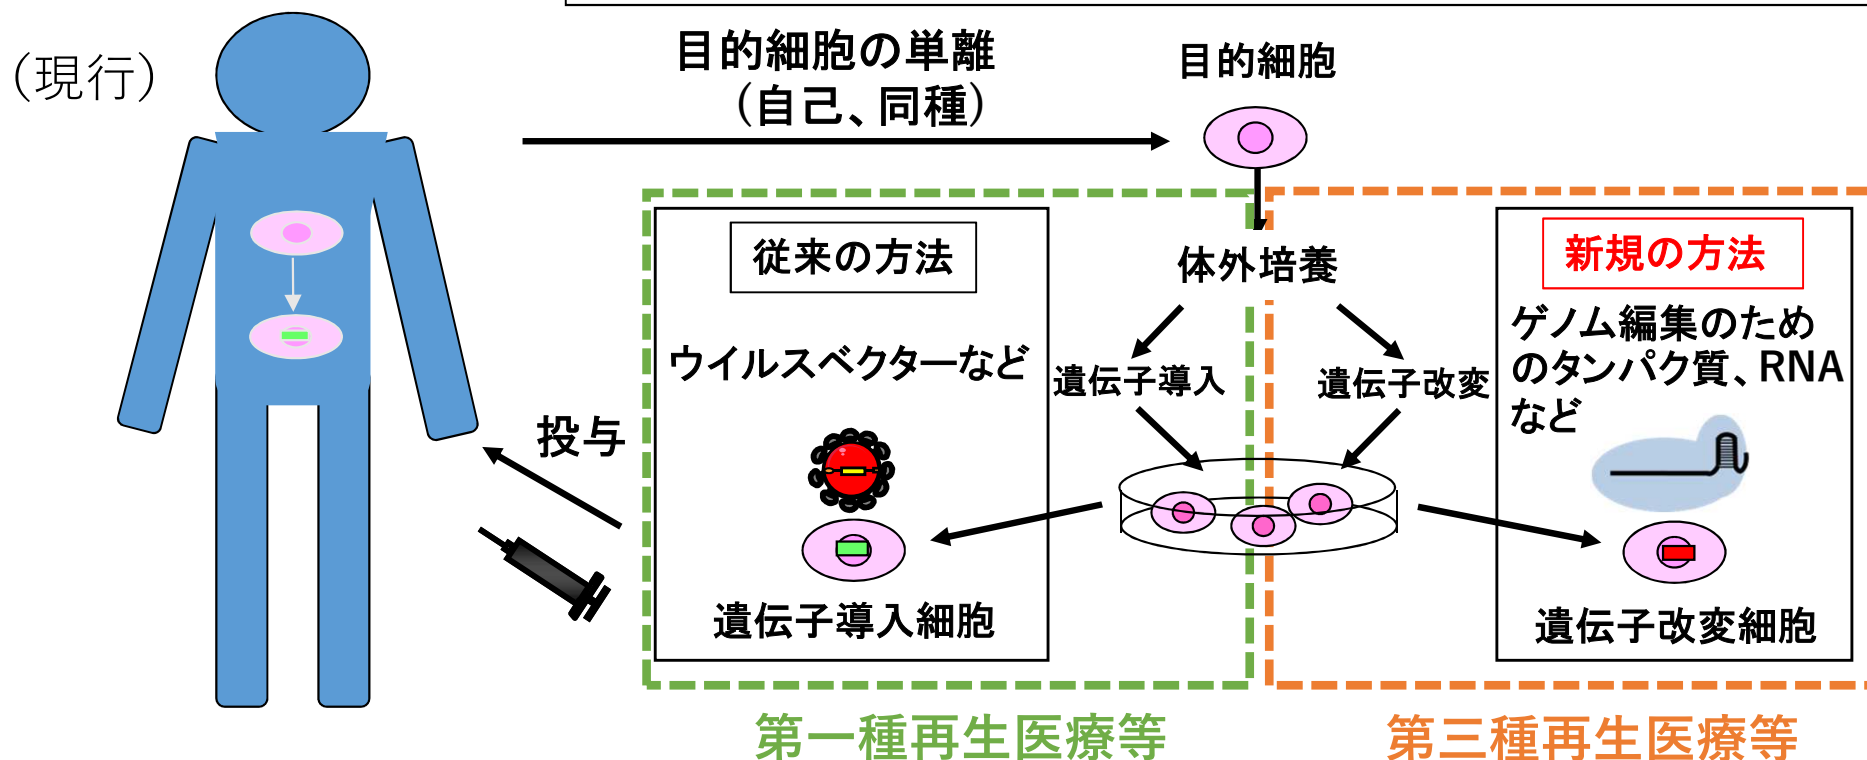 （現行）
目的細胞の単離
（自己、同種）
目的細胞
従来の方法
ウイルスベクターなど
遺伝子導入細胞
体外培養
遺伝子導入
遺伝子改変
新規の方法
ゲノム編集のため
のタンパク質、RNA
など
遺伝子改変細胞
投与
第一種再生医療等
第三種再生医療等